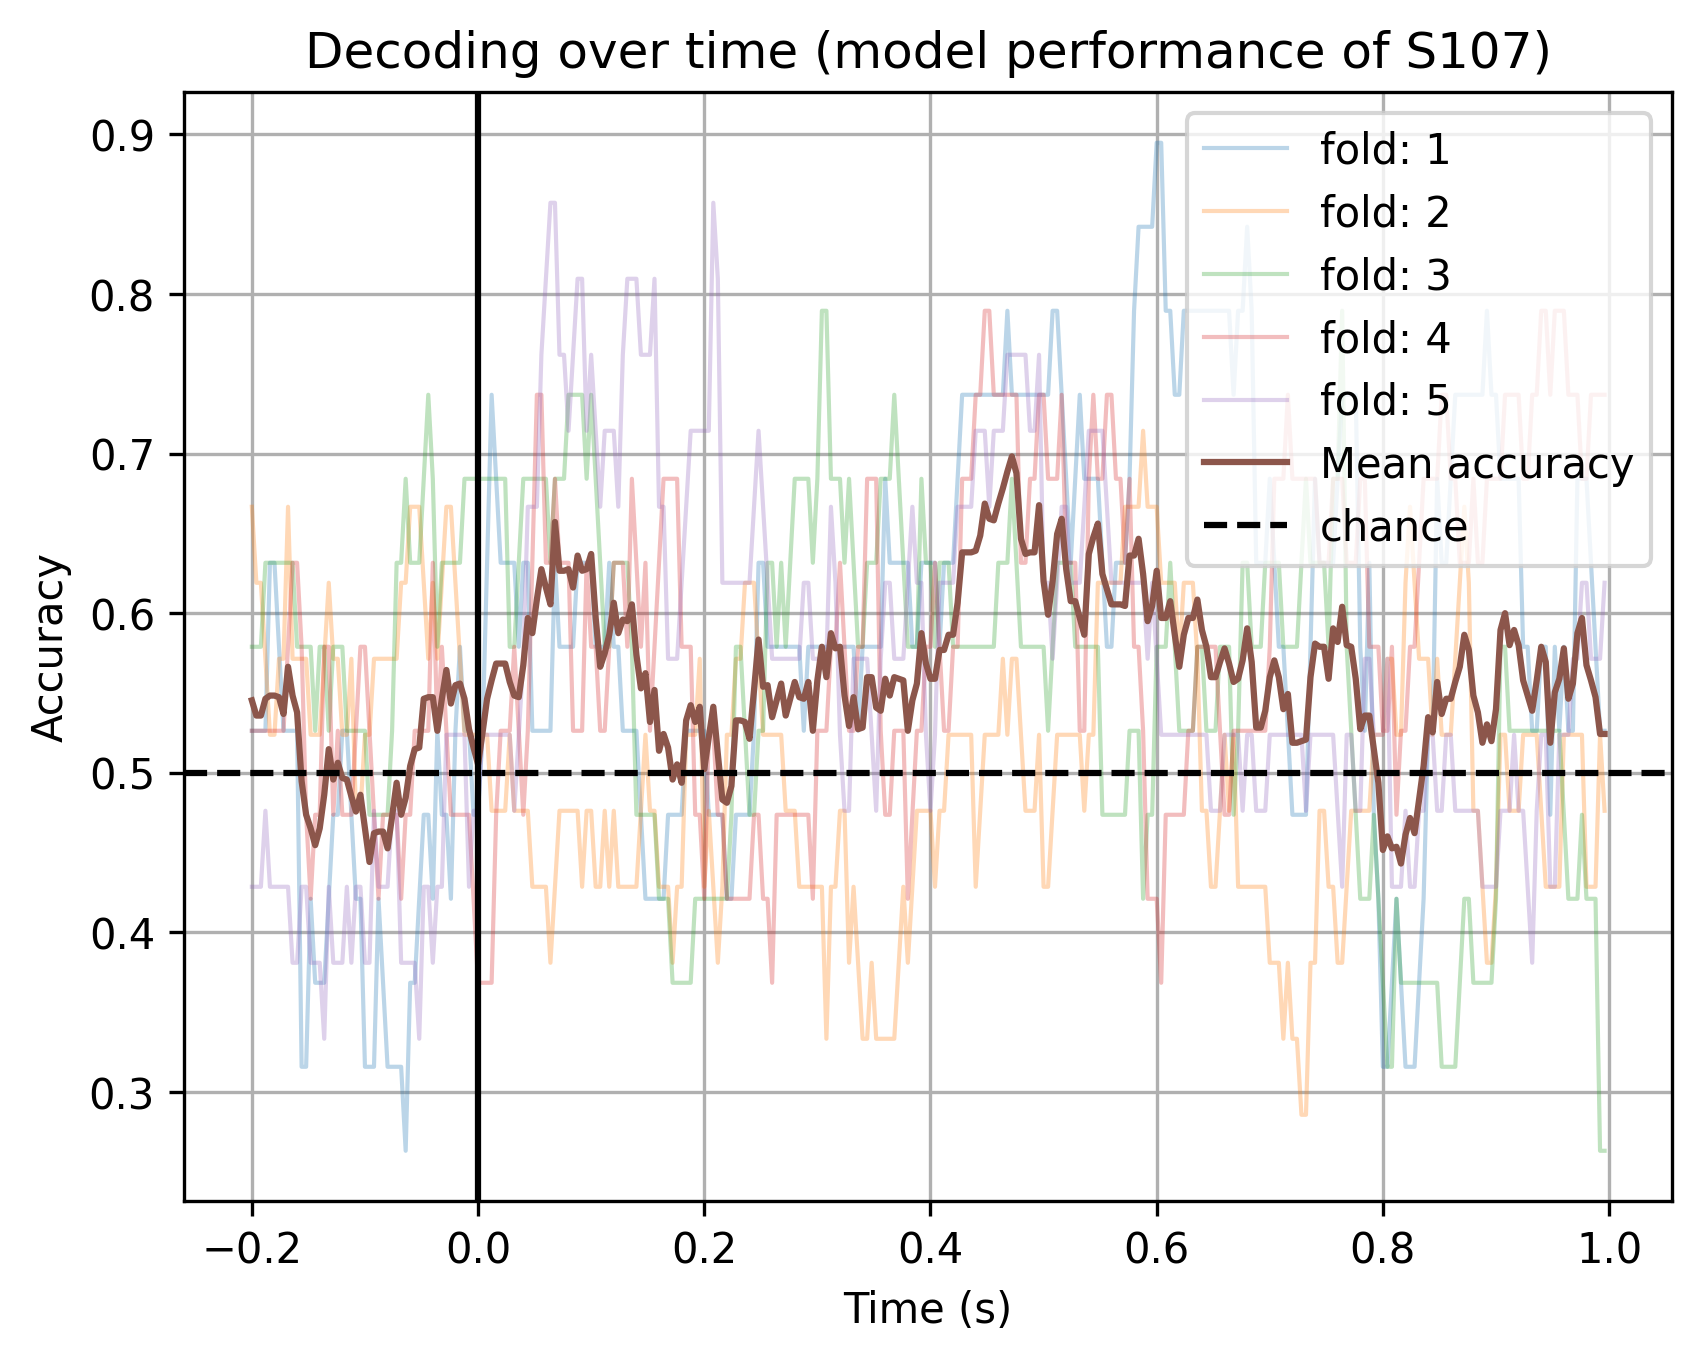 Decoding over time (model performance of S107)
0.9
0.8
0.7
0.6
0.5
0.4
0.3
Accuracy
fold: 1
fold: 2
fold: 3
fold: 4
fold: 5
Mean accuracy
chance
−0.2 0.0 0.2 0.4 0.6 0.8 1.0
Time (s)